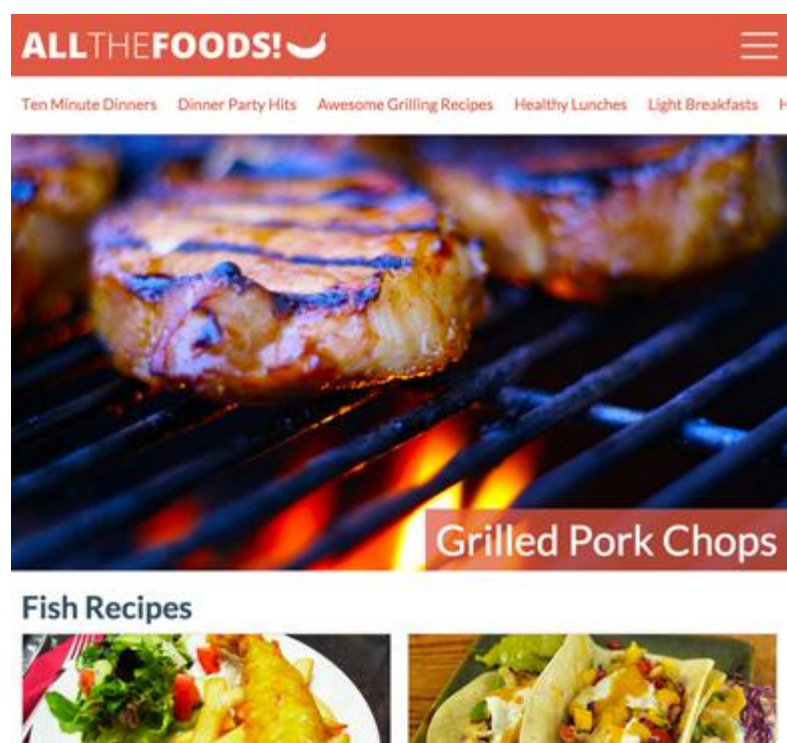 ALLTHEFOODS!
Ten Minute Dinners Dinner Party Hits Awesome Grilling Recipes Healthy Lunches Light Breakfasts
Grilled Pork Chops
Fish Recipes